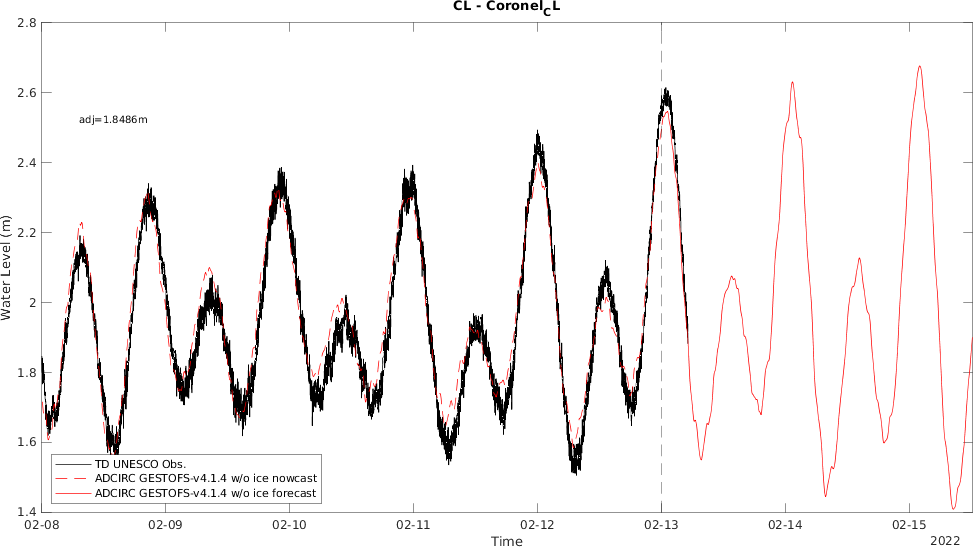 CL - Coronel_CL
2.8
2.6
2.4
2.2
2
1.8
1.6
1.4
Water Level (m)
adj=1.8486m
TD UNESCO Obs.
ADCIRC GESTOFS-v4.1.4 w/o ice nowcast
ADCIRC GESTOFS-v4.1.4 w/o ice forecast
02-08 02-09 02-10 02-11 02-12 02-13 02-14 02-15
Time
2022